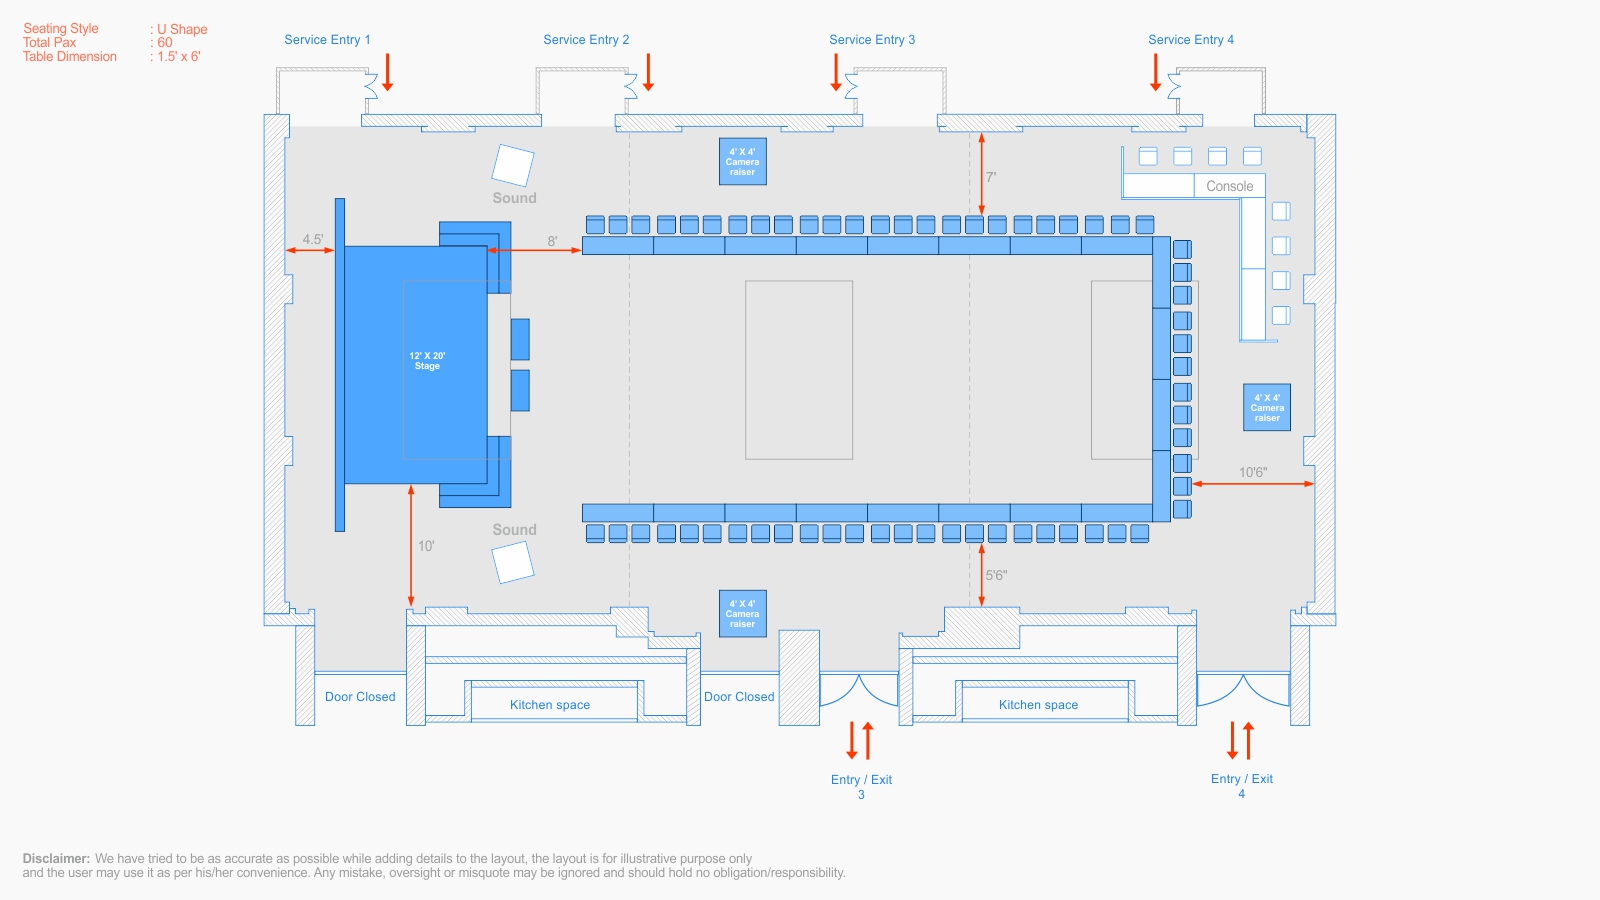 Seating Style : U Shape
Total Pax : 60
Table Dimension : 1.5' x 6'
Service Entry 1
Service Entry 2
Service Entry 3
Service Entry 4
4' X 4'
Camera
raiser
7'
Console
Sound
4.5'
8'
12' X 20'
Stage
4' X 4'
Camera
raiser
10'6"
Sound
10'
5'6"
4' X 4'
Camera
raiser
Door Closed
Kitchen space
Door Closed
Kitchen space
Entry / Exit
3
Entry / Exit
4
Disclaimer: We have tried to be as accurate as possible while adding details to the layout, the layout is for illustrative purpose only
and the user may use it as per his/her convenience. Any mistake, oversight or misquote may be ignored and should hold no obligation/responsibility.